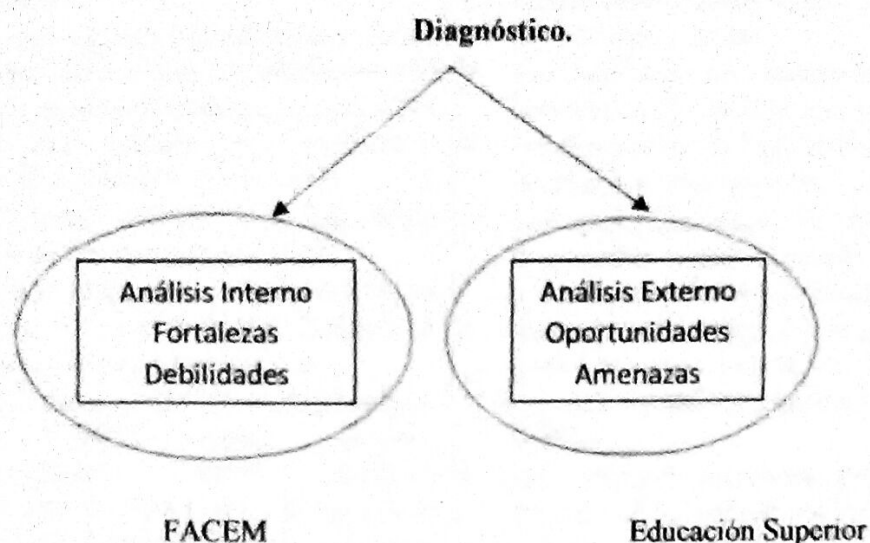 Diagnóstico.
Análisis Interno
Fortalezas
Debilidades
Análisis Externo
Oportunidades
Amenazas
FACEM
Educación Superior